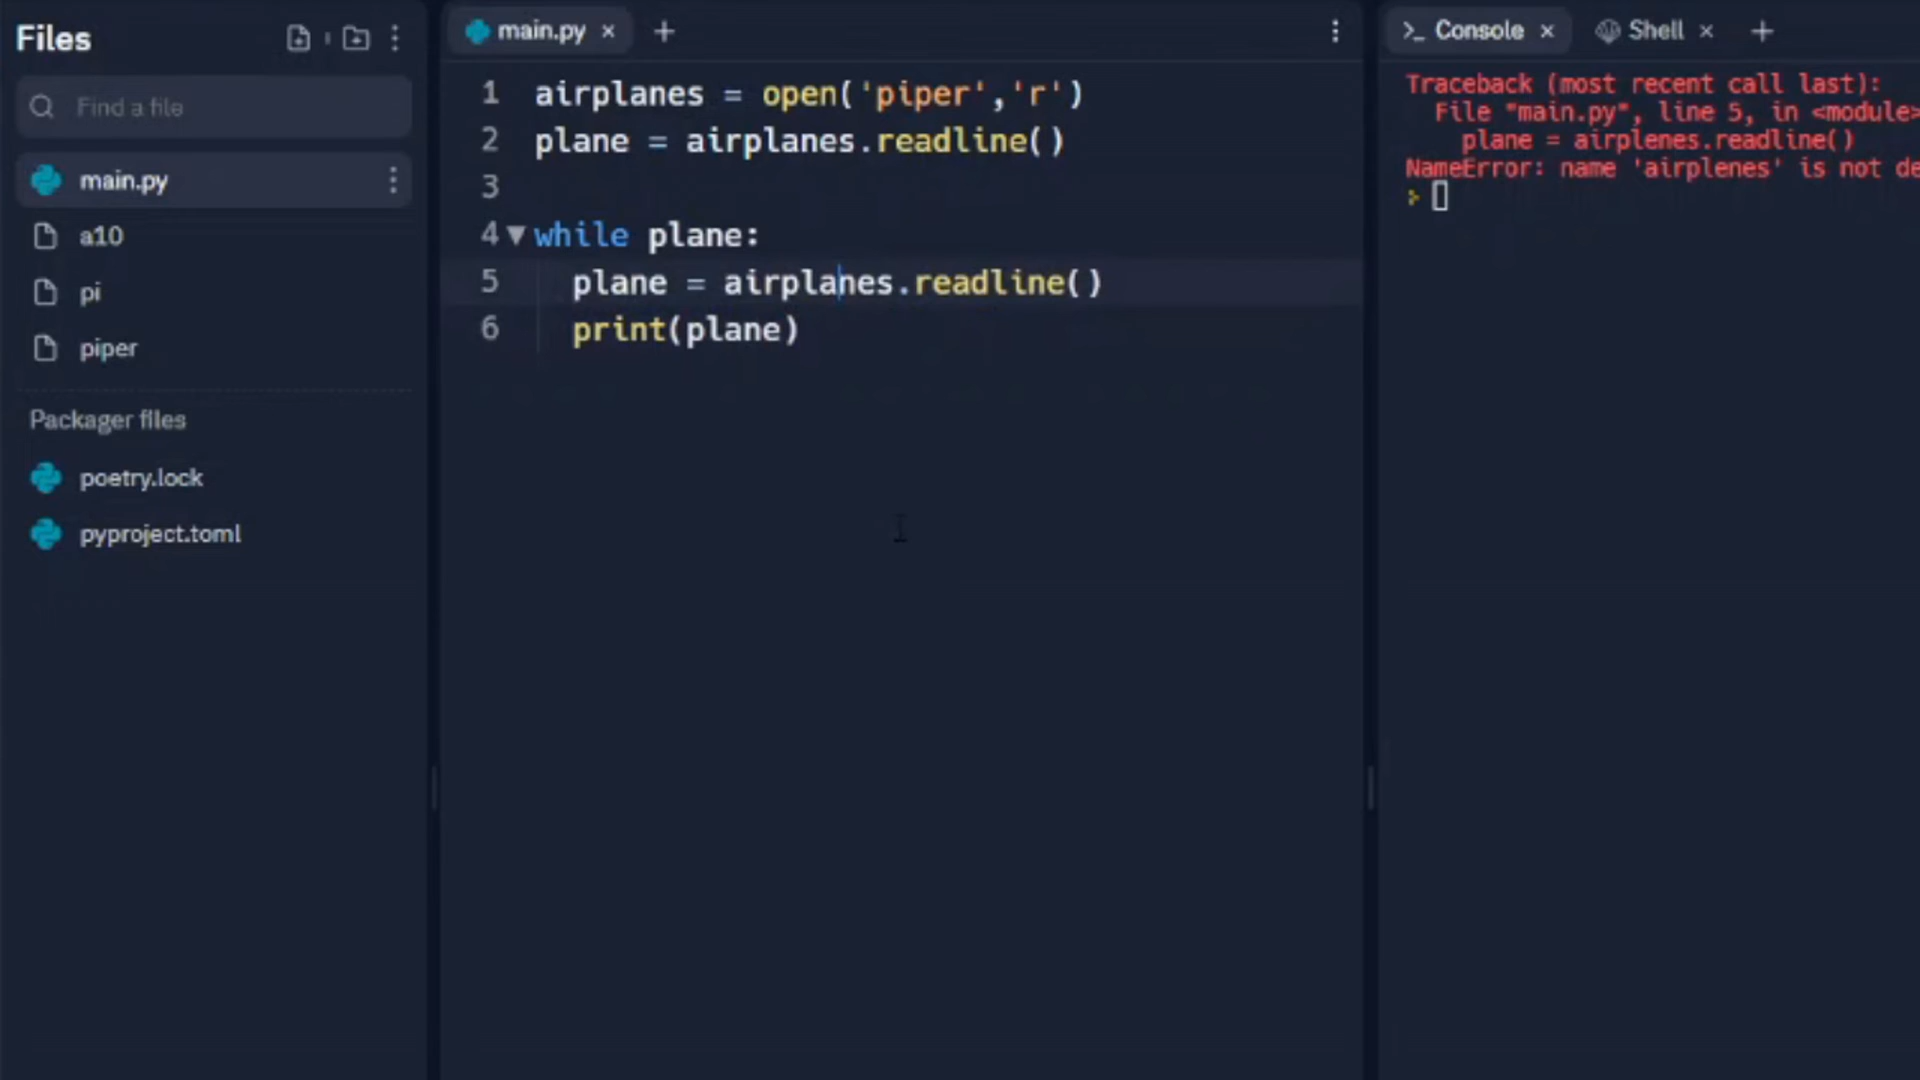 Files
Find a file
main.py
a10
pi
piper
Packager files
poetry.lock
pyproject.toml
main.py
1 airplanes = open('piper','r')
2 plane = airplanes.readline()
3
4 while plane:
5 plane = airplanes.readline()
6 print(plane)
>_ Console
Shell
Traceback (most recent call last):
File "main.py", line 5, in <module>
plane = airplenes.readline()
NameError: name 'airplenes' is not de